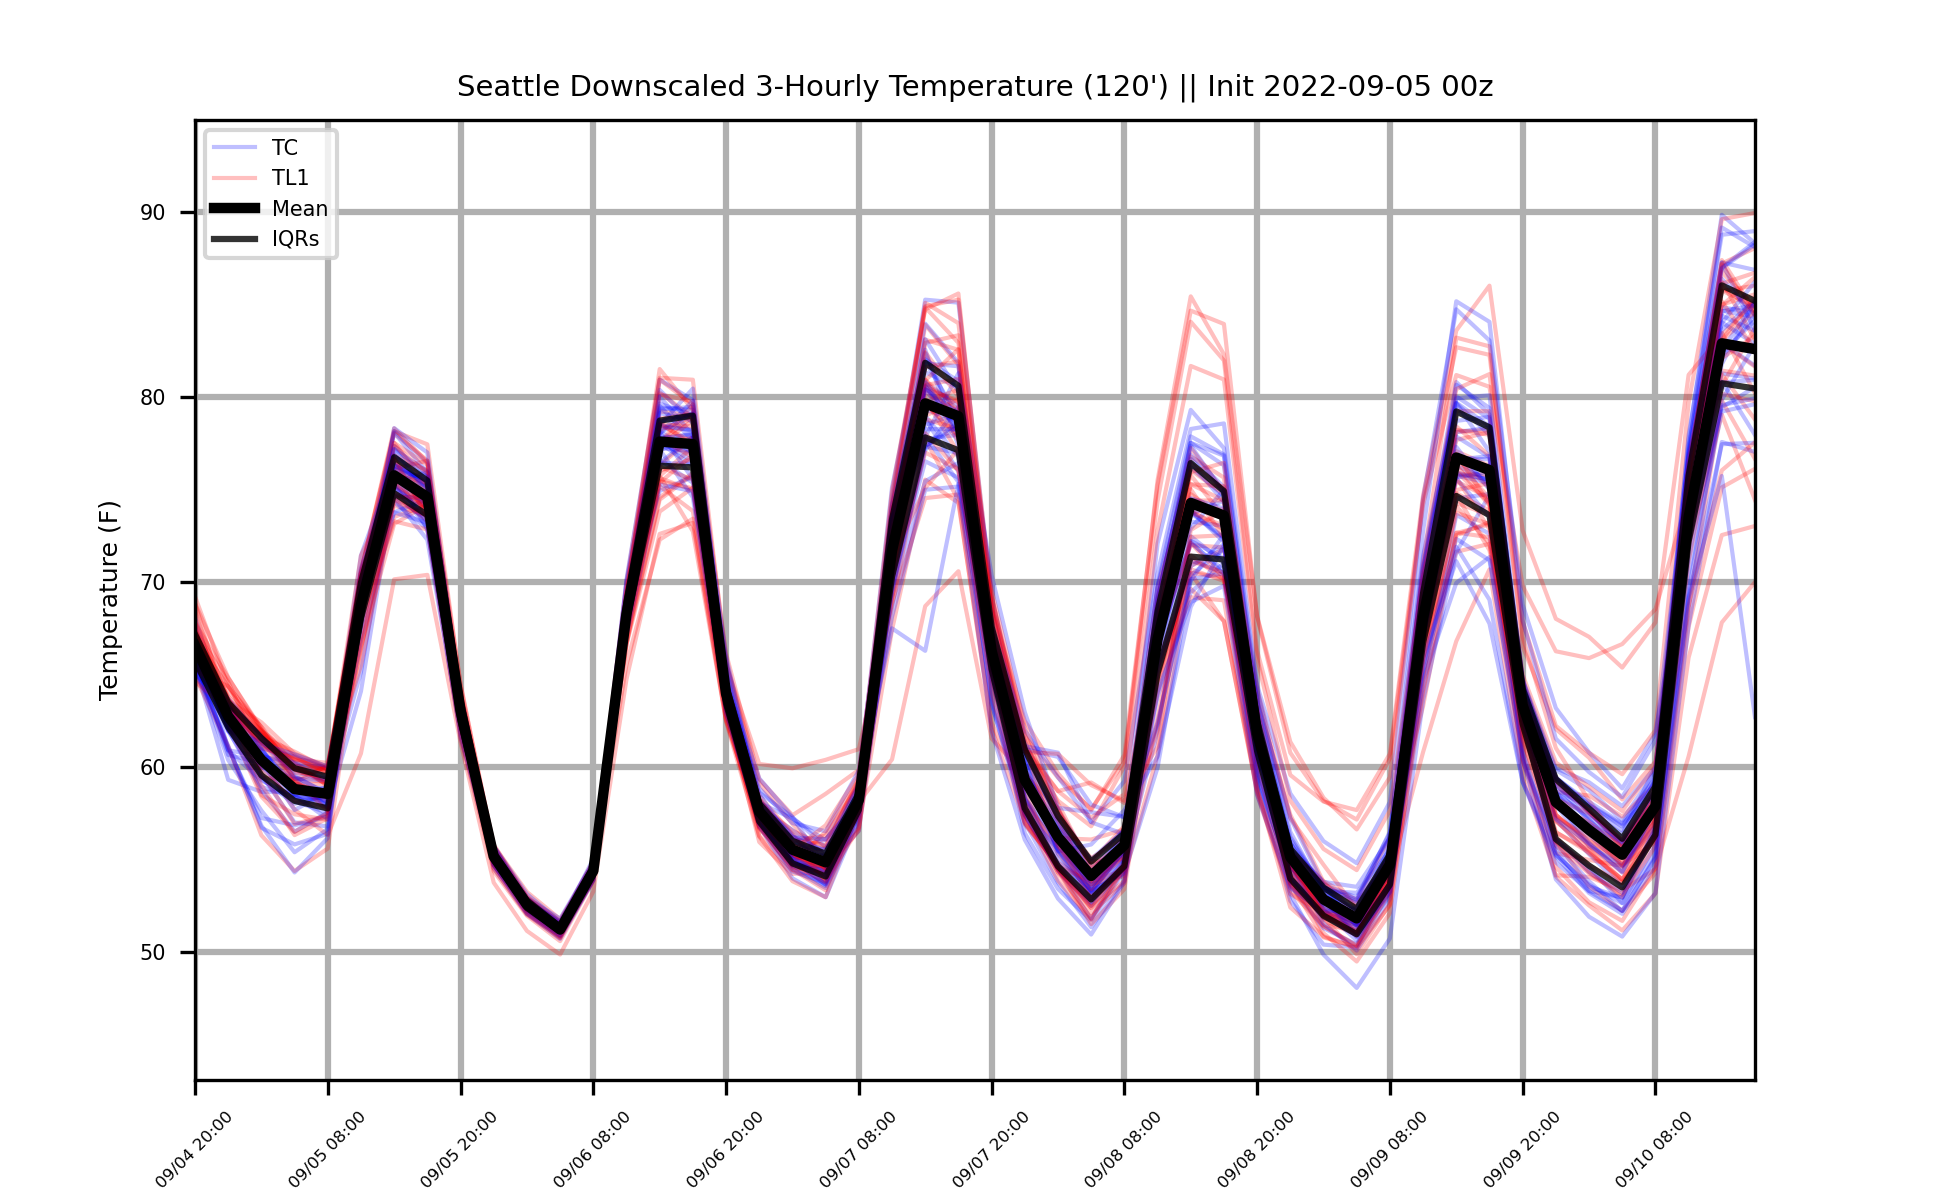 Seattle Downscaled 3-Hourly Temperature (120') || Init 2022-09-05 00z
TC
TL1
Mean
IQRs
Temperature (F)
90
80
70
60
50
09/04 20:00
09/05 08:00
09/05 20:00
09/06 08:00
09/06 20:00
09/07 08:00
09/07 20:00
09/08 08:00
09/08 20:00
09/09 08:00
09/09 20:00
09/10 08:00